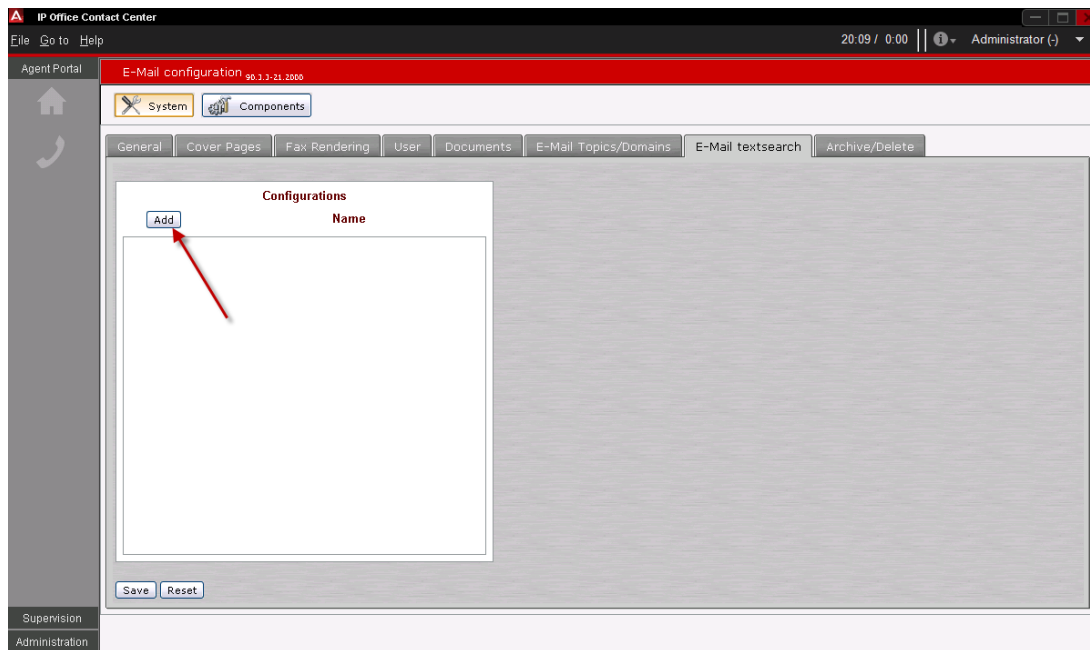 IP Office Contact Center
File Go to Help
20:09 / 0:00
Administrator (-)
Agent Portal
E-Mail configuration 90.3.3-21.2000
System
Components
General
Cover Pages
Fax Rendering
User
Documents
E-Mail Topics/Domains
E-Mail textsearch
Archive/Delete
Configurations
Add
Name
Save
Reset
Supervision
Administration